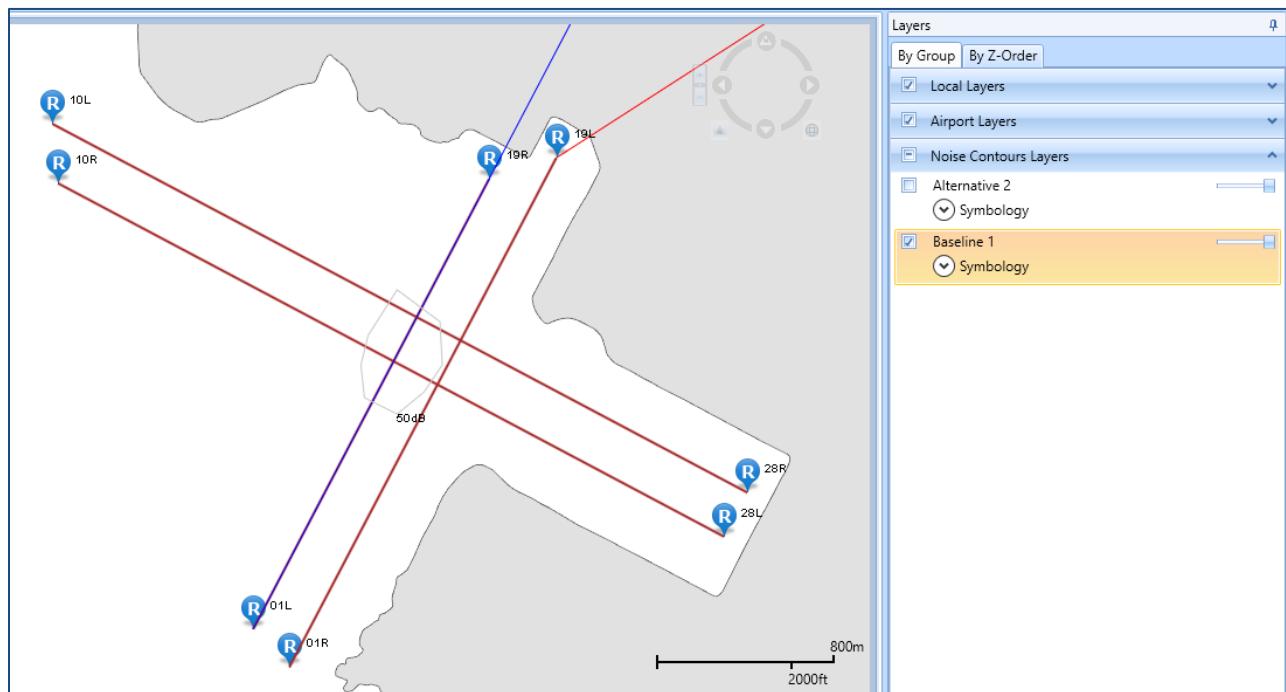 R 10L
R 10R
R 19R
R 19L
50dB
R 28R
R 28L
R 01L
R 01R
800m
2000ft
Layers
By Group By Z-Order
Local Layers
Airport Layers
Noise Contours Layers
Alternative 2
Symbology
Baseline 1
Symbology